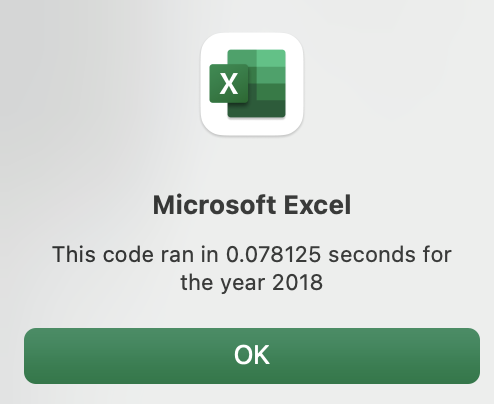 X
Microsoft Excel
This code ran in 0.078125 seconds for
the year 2018
OK